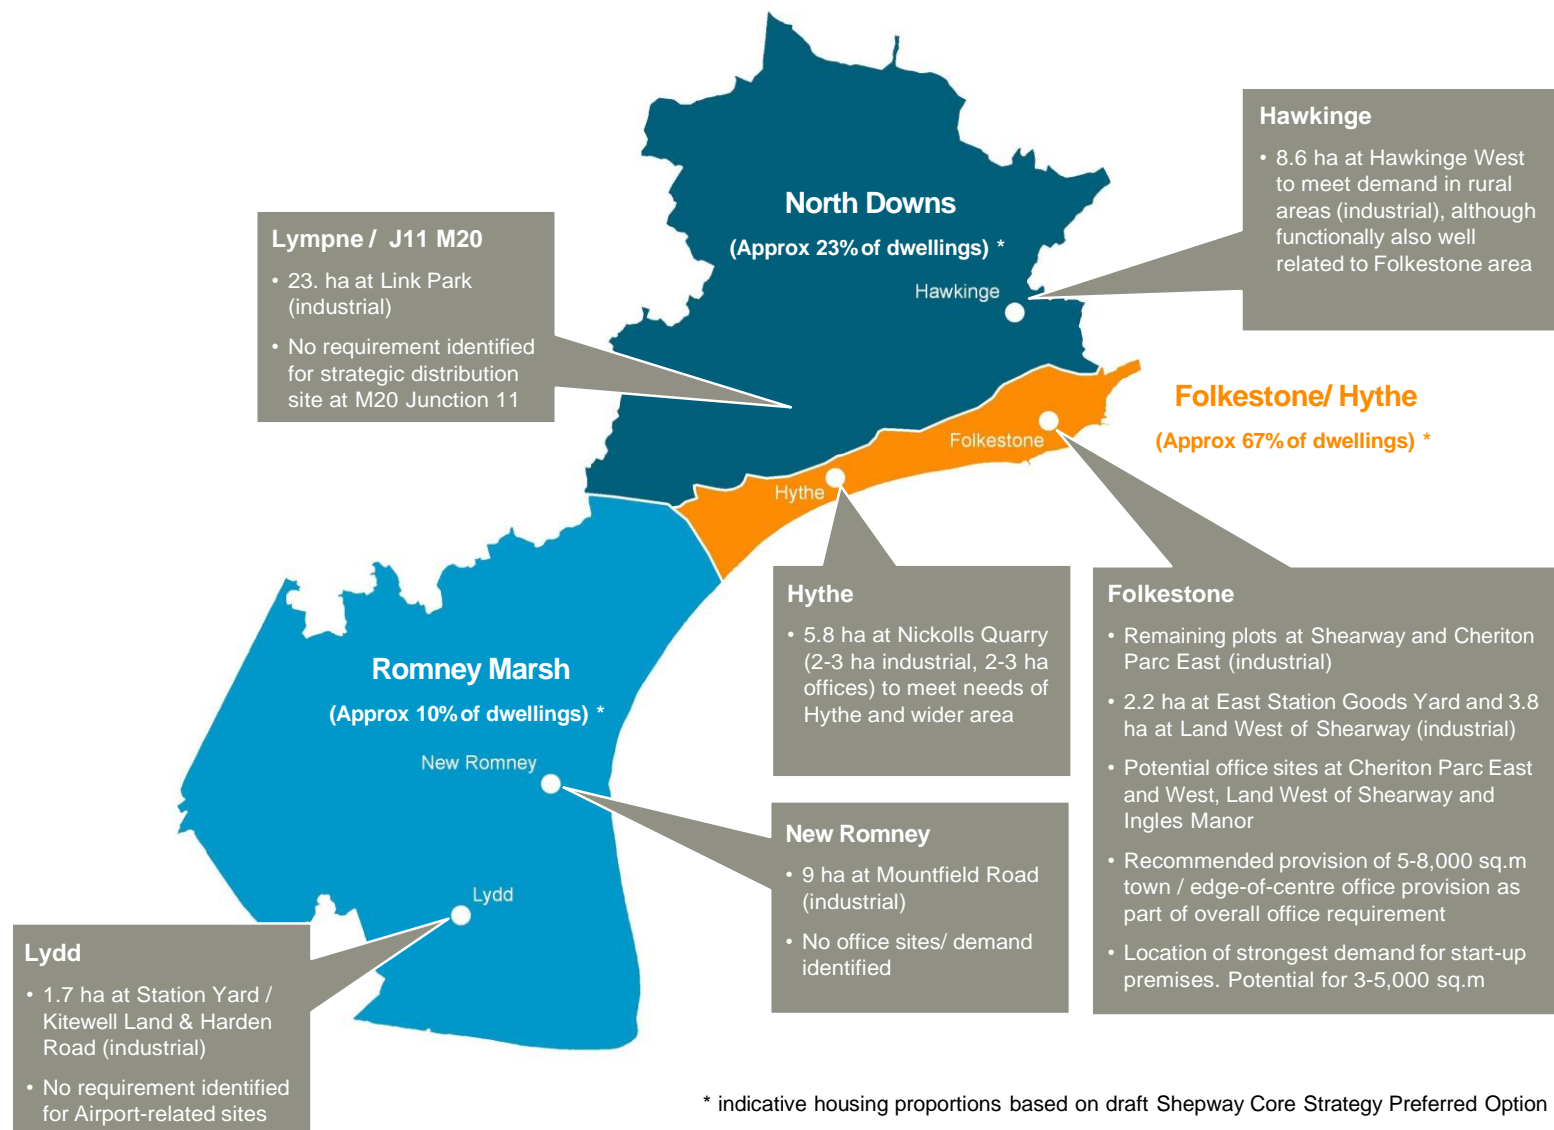 Hawkinge
• 8.6 ha at Hawkinge West
to meet demand in rural
areas (industrial), although
functionally also well
related to Folkestone area
North Downs
(Approx 23% of dwellings) *
Hawkinge
Lympne / J11 M20
• 23. ha at Link Park
(industrial)
• No requirement identified
for strategic distribution
site at M20 Junction 11
Folkestone/ Hythe
(Approx 67% of dwellings) *
Folkestone
Hythe
Hythe
• 5.8 ha at Nickolls Quarry
(2-3 ha industrial, 2-3 ha
offices) to meet needs of
Hythe and wider area
Folkestone
• Remaining plots at Shearway and Cheriton
Parc East (industrial)
• 2.2 ha at East Station Goods Yard and 3.8
ha at Land West of Shearway (industrial)
• Potential office sites at Cheriton Parc East
and West, Land West of Shearway and
Ingles Manor
• Recommended provision of 5-8,000 sq.m
town / edge-of-centre office provision as
part of overall office requirement
• Location of strongest demand for start-up
premises. Potential for 3-5,000 sq.m
Romney Marsh
(Approx 10% of dwellings) *
New Romney
New Romney
• 9 ha at Mountfield Road
(industrial)
• No office sites/ demand
identified
Lydd
Lydd
• 1.7 ha at Station Yard /
Kitewell Land & Harden
Road (industrial)
• No requirement identified
for Airport-related sites
* indicative housing proportions based on draft Shepway Core Strategy Preferred Option